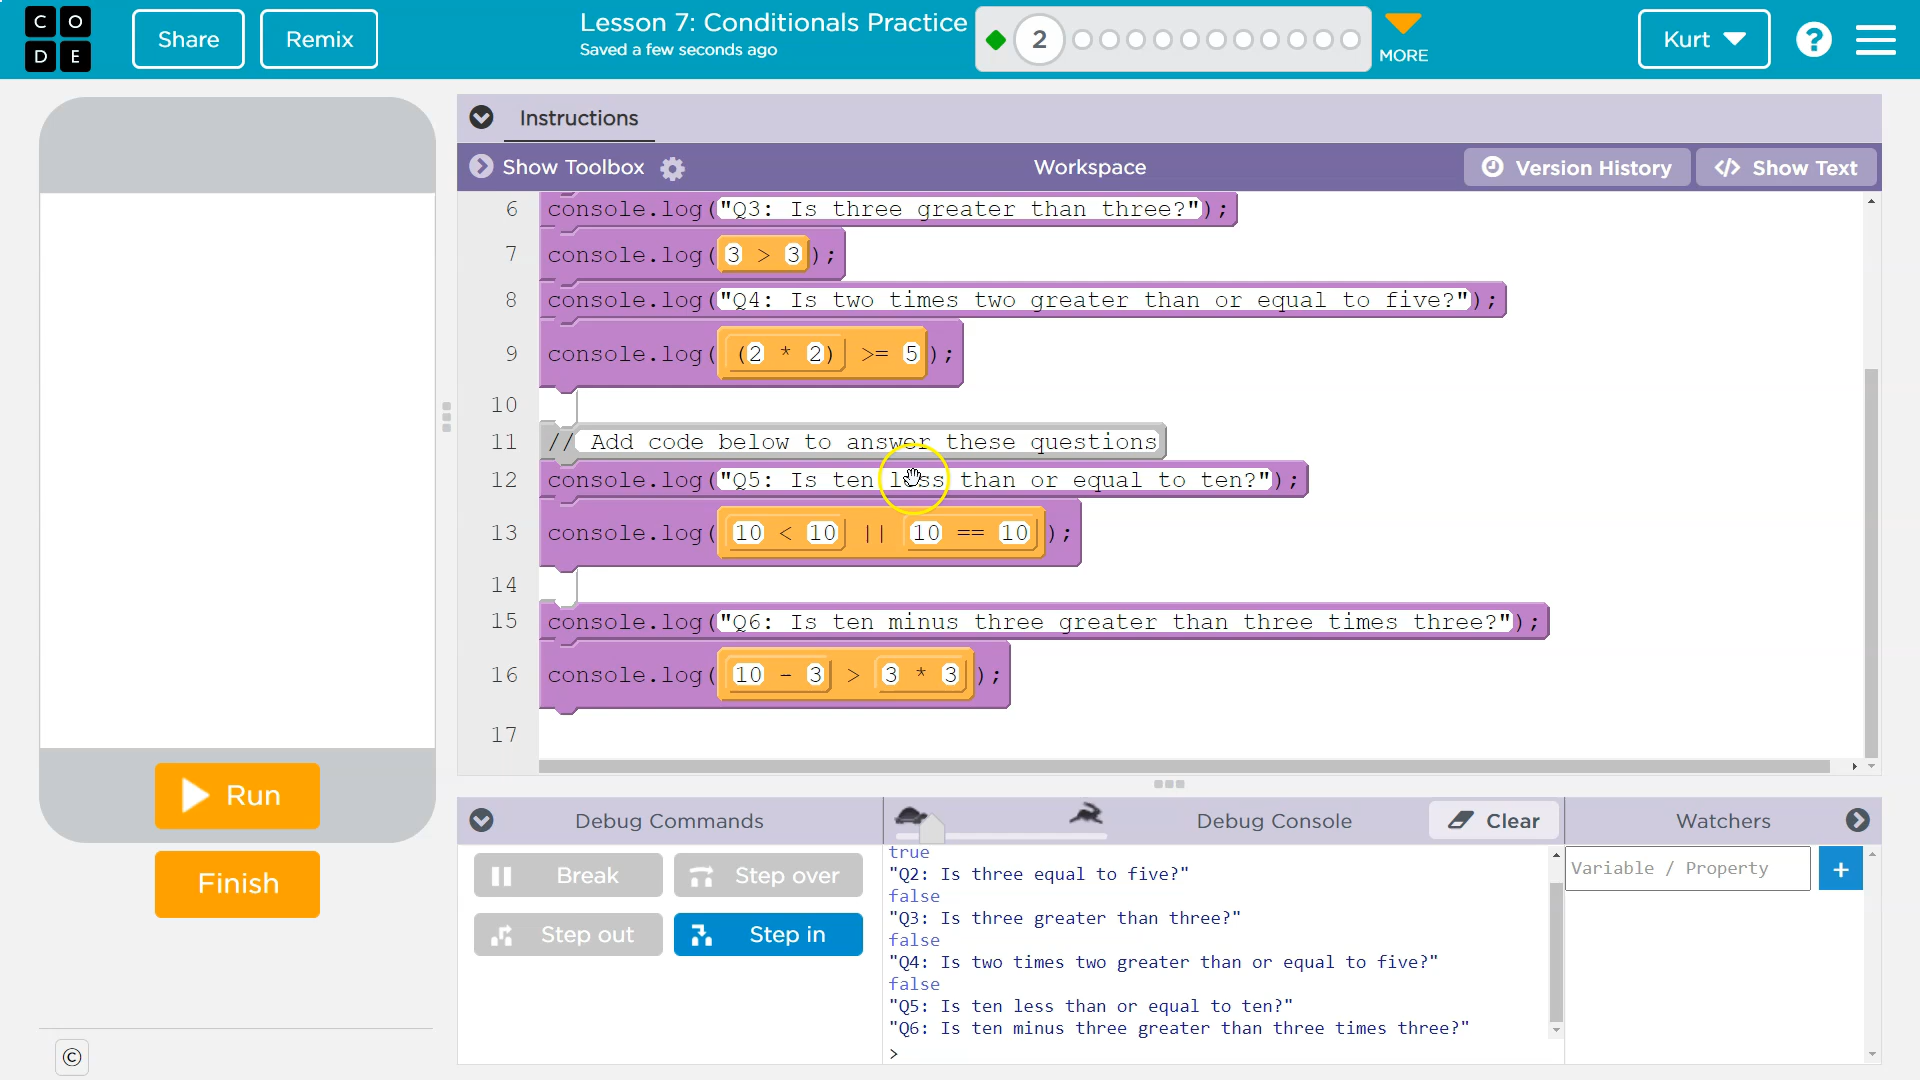 CODE
Share
Remix
Lesson 7: Conditionals Practice
Saved a few seconds ago
2
MORE
Kurt
?
Instructions
Show Toolbox
Workspace
Version History
</> Show Text
6 console.log("Q3: Is three greater than three?");
7 console.log(3 > 3);
8 console.log("Q4: Is two times two greater than or equal to five?");
9 console.log((2 * 2) >= 5);
10
11 // Add code below to answer these questions
12 console.log("Q5: Is ten less than or equal to ten?");
13 console.log(10 < 10 || 10 == 10);
14
15 console.log("Q6: Is ten minus three greater than three times three?");
16 console.log(10 - 3 > 3 * 3);
17
Run
Finish
©
Debug Commands
Break
Step over
Step out
Step in
Debug Console
Clear
true
"Q2: Is three equal to five?"
false
"Q3: Is three greater than three?"
false
"Q4: Is two times two greater than or equal to five?"
false
"Q5: Is ten less than or equal to ten?"
"Q6: Is ten minus three greater than three times three?"
>
Watchers
Variable / Property
+